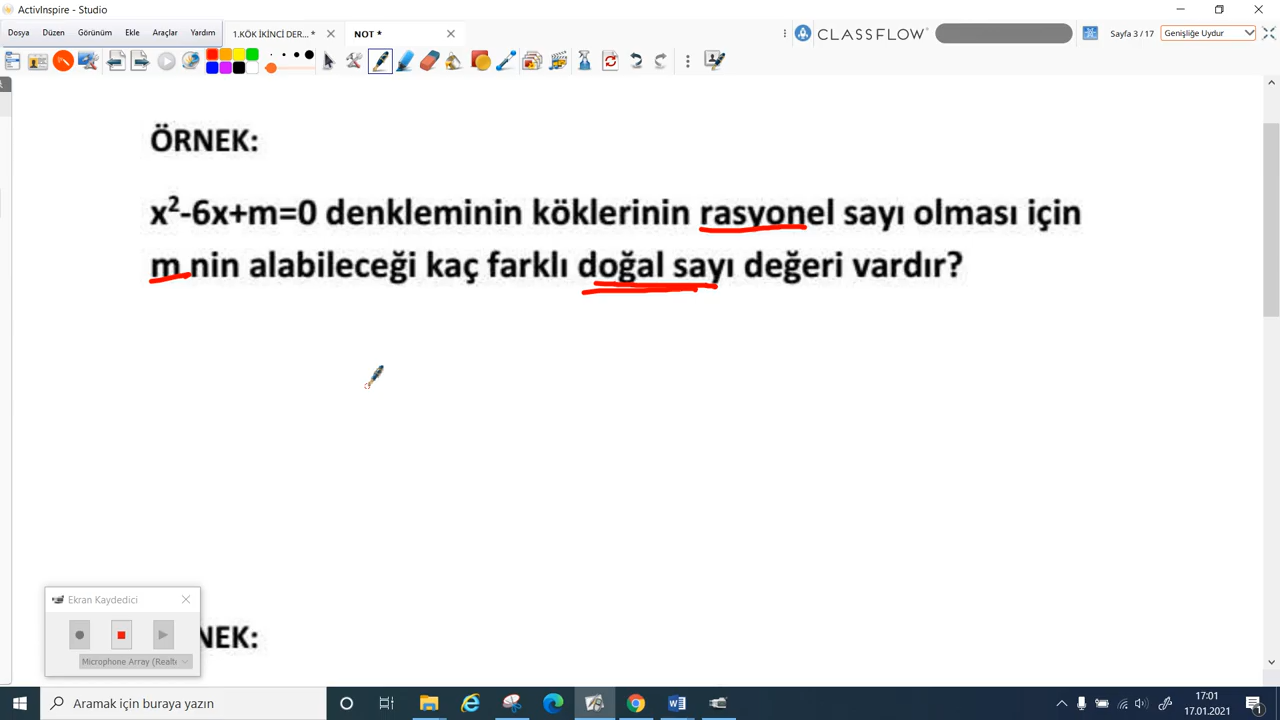 ActivInspire - Studio
Dosya Düzen Görünüm Ekle Araçlar Yardım
1.KÖK İKİNCİ DER... *
NOT *
CLASSFLOW
Sayfa 3 / 17
Genişliğe Uydur
ÖRNEK:
x²-6x+m=0 denkleminin köklerinin rasyonel sayı olması için
m nin alabileceği kaç farklı doğal sayı değeri vardır?
Ekran Kaydedici
Microphone Array (Realte
NEK:
Aramak için buraya yazın
17:01
17.01.2021
1